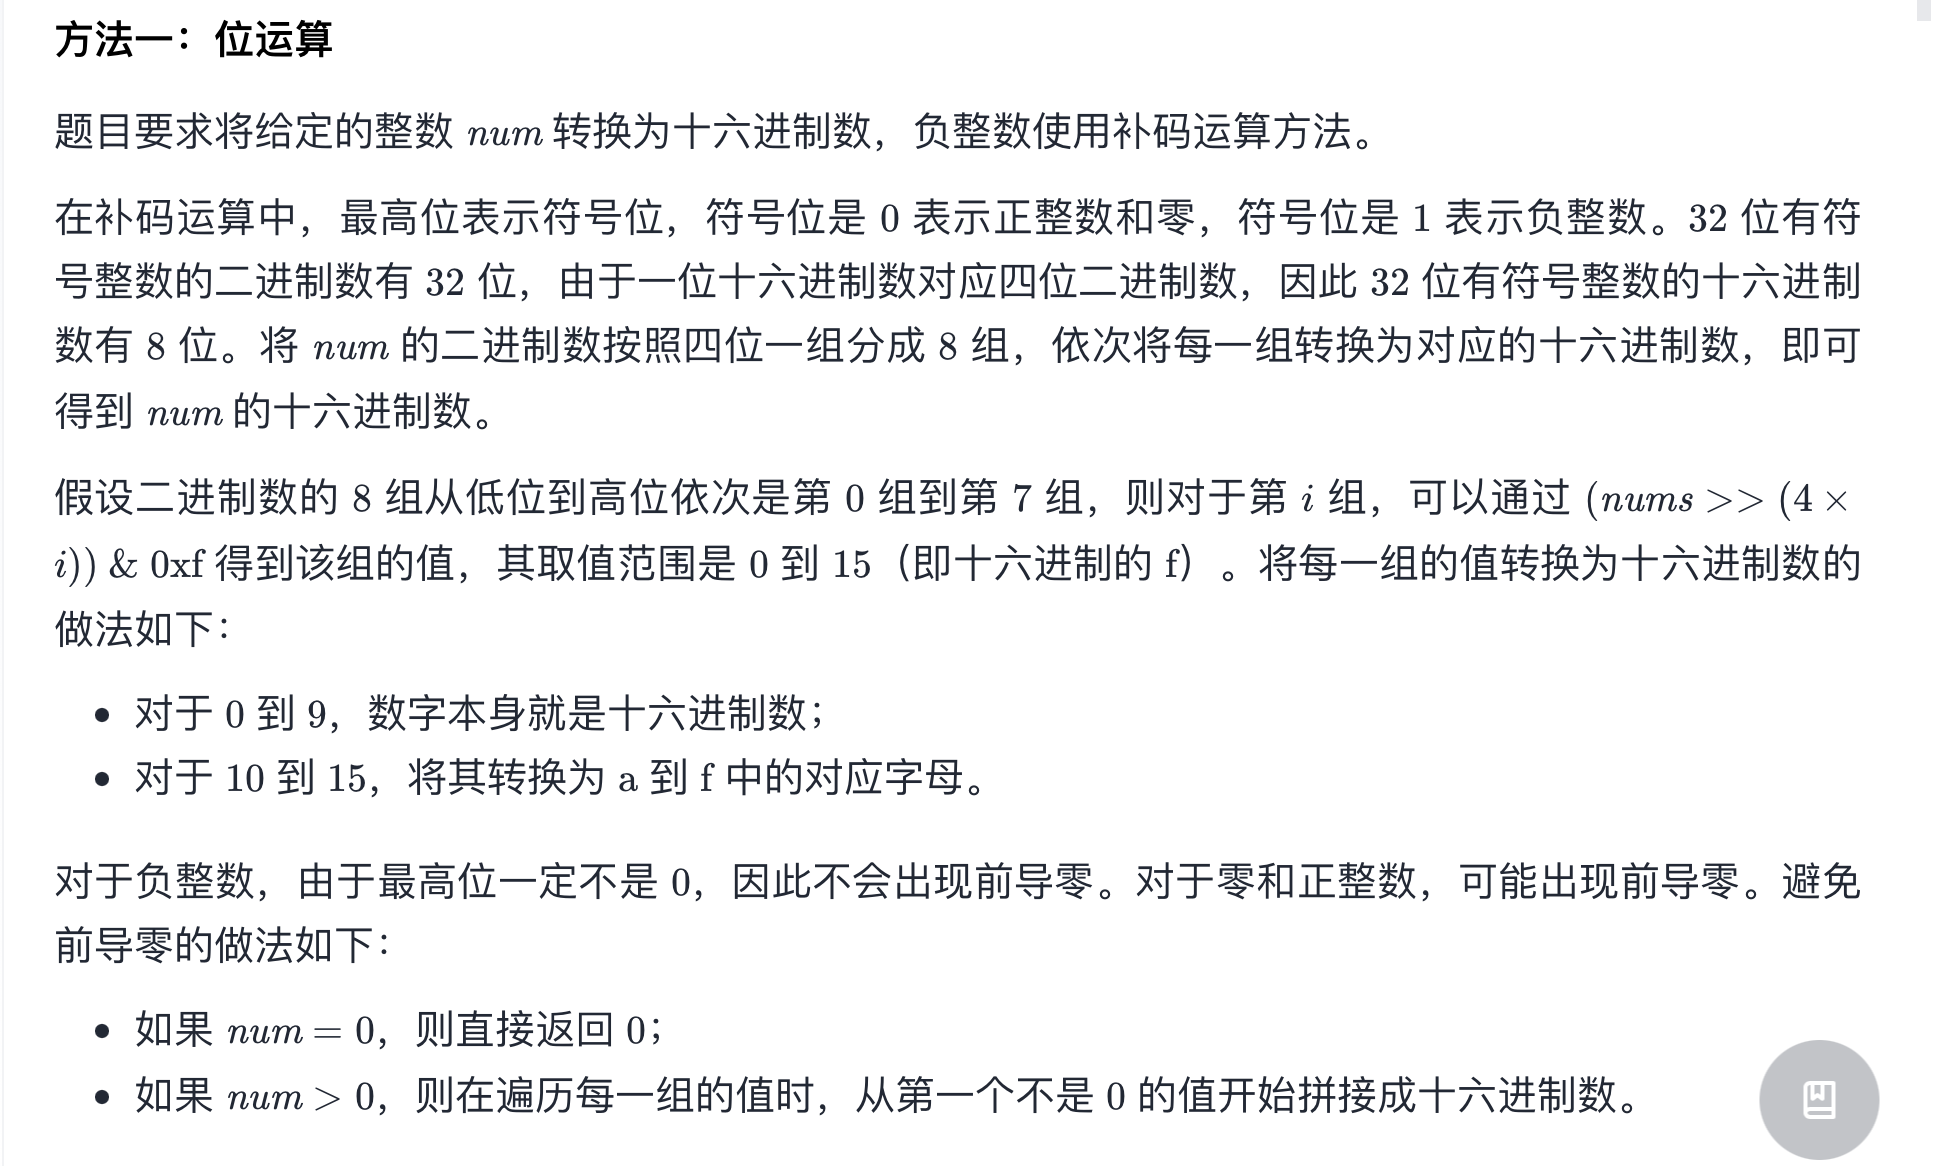 方法一：位运算
题目要求将给定的整数 num 转换为十六进制数，负整数使用补码运算方法。
在补码运算中，最高位表示符号位，符号位是 0 表示正整数和零，符号位是 1 表示负整数。32 位有符
号整数的二进制数有 32 位，由于一位十六进制数对应四位二进制数，因此 32 位有符号整数的十六进制
数有 8 位。将 num 的二进制数按照四位一组分成 8 组，依次将每一组转换为对应的十六进制数，即可
得到 num 的十六进制数。
假设二进制数的 8 组从低位到高位依次是第 0 组到第 7 组，则对于第 i 组，可以通过 (nums >> (4 ×
i)) & 0xf 得到该组的值，其取值范围是 0 到 15（即十六进制的 f）。将每一组的值转换为十六进制数的
做法如下：
• 对于 0 到 9，数字本身就是十六进制数；
• 对于 10 到 15，将其转换为 a 到 f 中的对应字母。
对于负整数，由于最高位一定不是 0，因此不会出现前导零。对于零和正整数，可能出现前导零。避免
前导零的做法如下：
• 如果 num = 0，则直接返回 0；
• 如果 num > 0，则在遍历每一组的值时，从第一个不是 0 的值开始拼接成十六进制数。